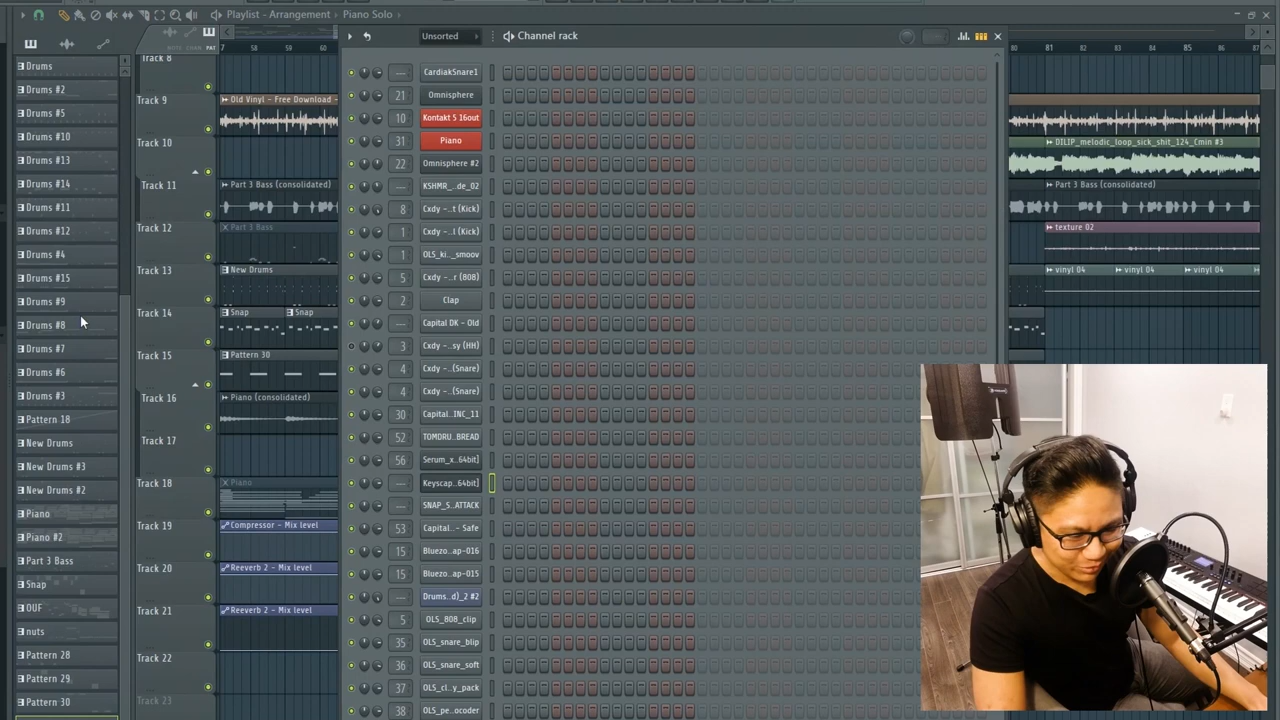 Playlist - Arrangement › Piano Solo ›
NOTE CHAN PAT
7 58 59 60
80 81 82 83 84 85 86 87
Unsorted
Channel rack
Drums
Drums #2
Drums #5
Drums #10
Drums #13
Drums #14
Drums #11
Drums #12
Drums #4
Drums #15
Drums #9
Drums #8
Drums #7
Drums #6
Drums #3
Pattern 18
New Drums
New Drums #3
New Drums #2
Piano
Piano #2
Part 3 Bass
Snap
OUF
nuts
Pattern 28
Pattern 29
Pattern 30
Track 8
Track 9
Old Vinyl - Free Download -
Track 10
Track 11
Part 3 Bass (consolidated)
Track 12
Part 3 Bass
Track 13
New Drums
Track 14
Snap Snap
Track 15
Pattern 30
Track 16
Piano (consolidated)
Track 17
Track 18
Piano
Track 19
Compressor - Mix level
Track 20
Reeverb 2 - Mix level
Track 21
Reeverb 2 - Mix level
Track 22
Track 23
--- CardiakSnare1
21 Omnisphere
10 Kontakt 5 16out
31 Piano
22 Omnisphere #2
--- KSHMR_..de_02
8 Cxdy -..t (Kick)
1 Cxdy -..l (Kick)
1 OLS_ki.._smoov
5 Cxdy -..r (808)
2 Clap
--- Capital DK - Old
3 Cxdy -..sy (HH)
4 Cxdy -..(Snare)
4 Cxdy -..(Snare)
30 Capital..INC_11
52 TOMDRU..BREAD
56 Serum_x..64bit]
--- Keyscap..64bit]
--- SNAP_S..ATTACK
53 Capital..- Safe
15 Bluezo..ap-016
15 Bluezo..ap-015
--- Drums..d)_2 #2
5 OLS_808_clip
35 OLS_snare_blip
36 OLS_snare_soft
37 OLS_cl..y_pack
38 OLS_pe..ocoder
DILIP_melodic_loop_sick_shit_124_Cmin #3
Part 3 Bass (consolidated)
texture 02
vinyl 04 vinyl 04 vinyl 04